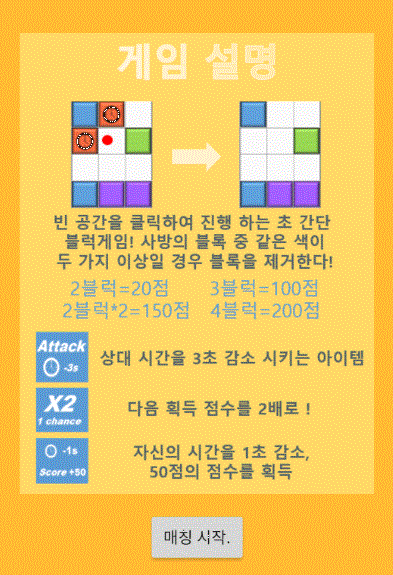 게임 설명
빈 공간을 클릭하여 진행 하는 초 간단
블럭게임! 사방의 블록 중 같은 색이
두 가지 이상일 경우 블록을 제거한다!
2블럭=20점 3블럭=100점
2블럭*2=150점 4블럭=200점
Attack
-3s
상대 시간을 3초 감소 시키는 아이템
X2
1 chance
다음 획득 점수를 2배로 !
-1s
Score +50
자신의 시간을 1초 감소,
50점의 점수를 획득
매칭 시작.